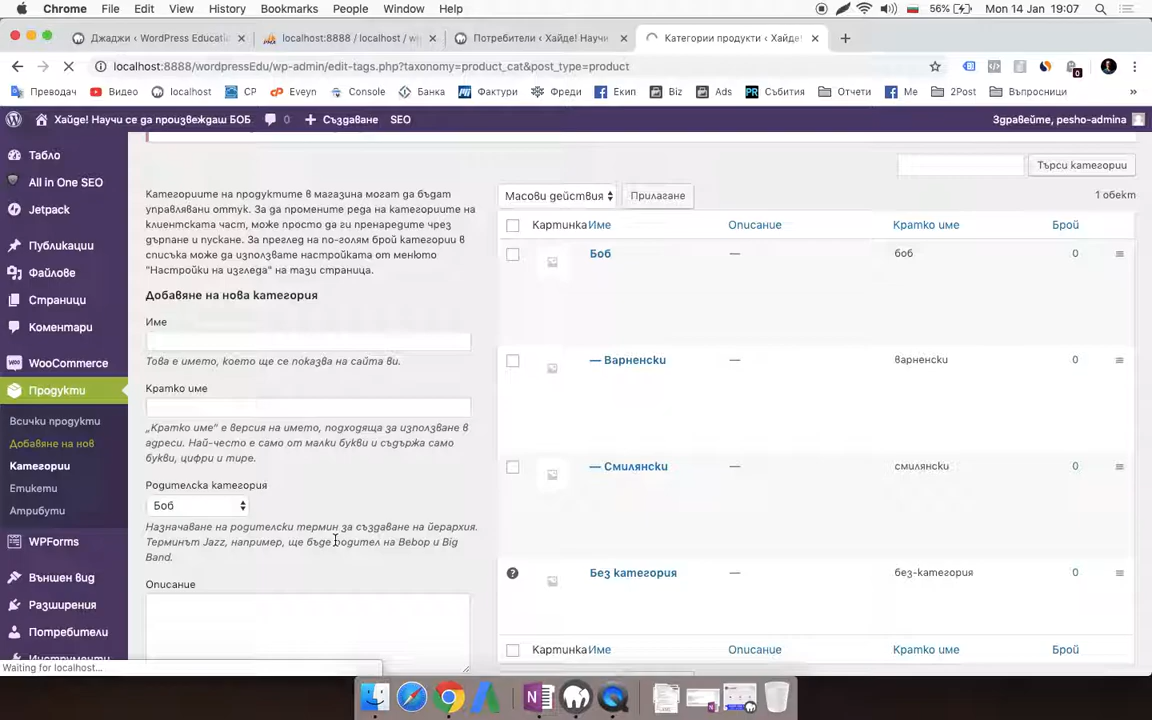 Chrome File Edit View History Bookmarks People Window Help 56% Mon 14 Jan 19:07
Джаджи ‹ WordPress Educati
localhost:8888 / localhost / w
Потребители ‹ Хайде! Научи
Категории продукти ‹ Хайде!
localhost:8888/wordpressEdu/wp-admin/edit-tags.php?taxonomy=product_cat&post_type=product
0
Преводач Видео localhost CP Eveyn Console Банка Фактури Фреди Екип Biz Ads Събития Отчети Me 2Post Въпросници »
Хайде! Научи се да произвеждаш БОБ 0 Създаване SEO Здравейте, pesho-admina
Табло
All in One SEO
Jetpack
Публикации
Файлове
Страници
Коментари
WooCommerce
Продукти
Всички продукти
Добавяне на нов
Категории
Етикети
Атрибути
WPForms
Външен вид
Разширения
Потребители
Инструменти
Категориите на продуктите в магазина могат да бъдат
управлявани оттук. За да промените реда на категориите на
клиентската част, може просто да ги пренаредите чрез
дърпане и пускане. За преглед на по-голям брой категории в
списъка може да използвате настройката от менюто
"Настройки на изгледа" на тази страница.
Добавяне на нова категория
Име
Това е името, което ще се показва на сайта ви.
Кратко име
„Кратко име“ е версия на името, подходяща за използване в
адреси. Най-често е само от малки букви и съдържа само
букви, цифри и тире.
Родителска категория
Боб
Назначаване на родителски термин за създаване на йерархия.
Терминът Jazz, например, ще бъде родител на Bebop и Big
Band.
Описание
Търси категории
Масови действия Прилагане 1 обект
Картинка Име Описание Кратко име Брой
Боб — боб 0
— Варненски — варненски 0
— Смилянски — смилянски 0
Без категория — без-категория 0
Картинка Име Описание Кратко име Брой
Waiting for localhost...